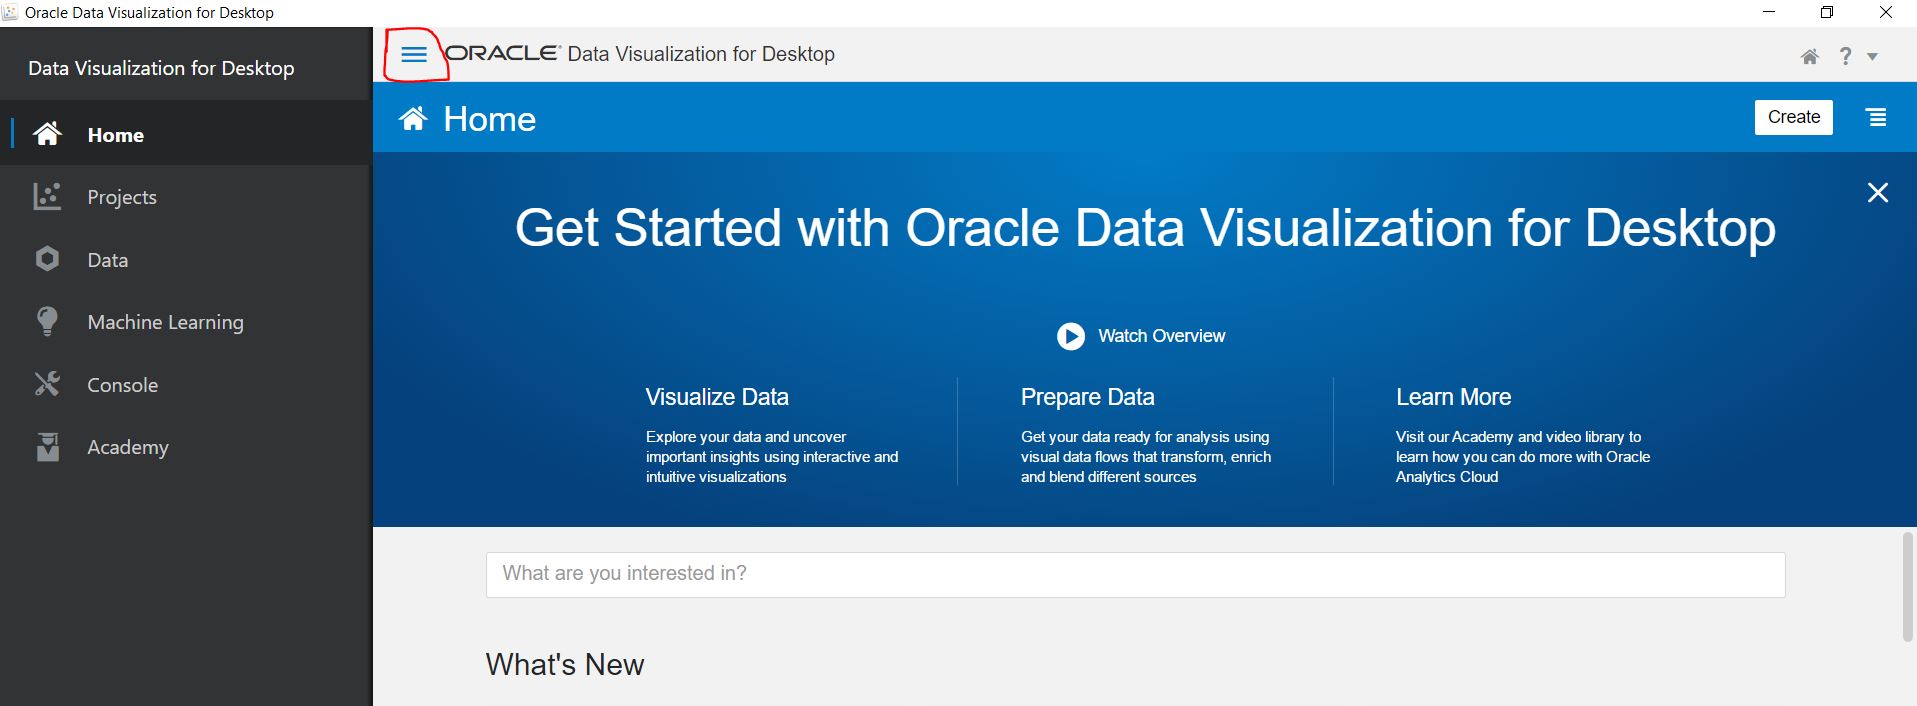 Oracle Data Visualization for Desktop
Data Visualization for Desktop
Home
Projects
Data
Machine Learning
Console
Academy
ORACLE® Data Visualization for Desktop
?
Home
Create
Get Started with Oracle Data Visualization for Desktop
Watch Overview
Visualize Data
Explore your data and uncover
important insights using interactive and
intuitive visualizations
Prepare Data
Get your data ready for analysis using
visual data flows that transform, enrich
and blend different sources
Learn More
Visit our Academy and video library to
learn how you can do more with Oracle
Analytics Cloud
What are you interested in?
What's New